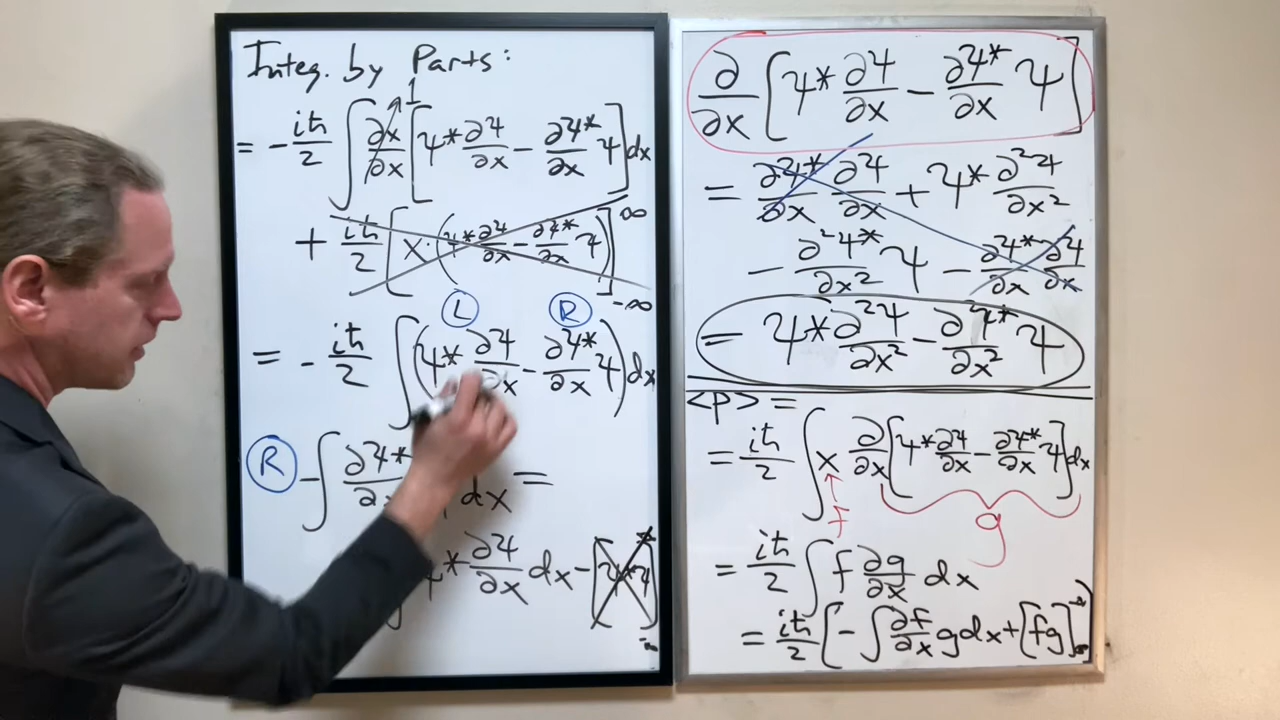 Integ. by Parts:
1
= - iħ/2 ∫ ∂x/∂x [Ψ* ∂Ψ/∂x - ∂Ψ*/∂x Ψ] dx
+ iħ/2 [x · (Ψ* ∂Ψ/∂x - ∂Ψ*/∂x Ψ)]^∞_-∞
L R
= - iħ/2 ∫ (Ψ* ∂Ψ/∂x - ∂Ψ*/∂x Ψ) dx
R - ∫ ∂Ψ*/∂x dx =
Ψ* ∂Ψ/∂x dx - [Ψ*Ψ]
∂/∂x [Ψ* ∂Ψ/∂x - ∂Ψ*/∂x Ψ]
= ∂Ψ*/∂x ∂Ψ/∂x + Ψ* ∂²Ψ/∂x²
- ∂²Ψ*/∂x² Ψ - ∂Ψ*/∂x ∂Ψ/∂x
= Ψ* ∂²Ψ/∂x² - ∂²Ψ*/∂x² Ψ
<p> =
= iħ/2 ∫ x ∂/∂x [Ψ* ∂Ψ/∂x - ∂Ψ*/∂x Ψ] dx
f g
= iħ/2 ∫ f ∂g/∂x dx
= iħ/2 [- ∫ ∂f/∂x g dx + [fg]